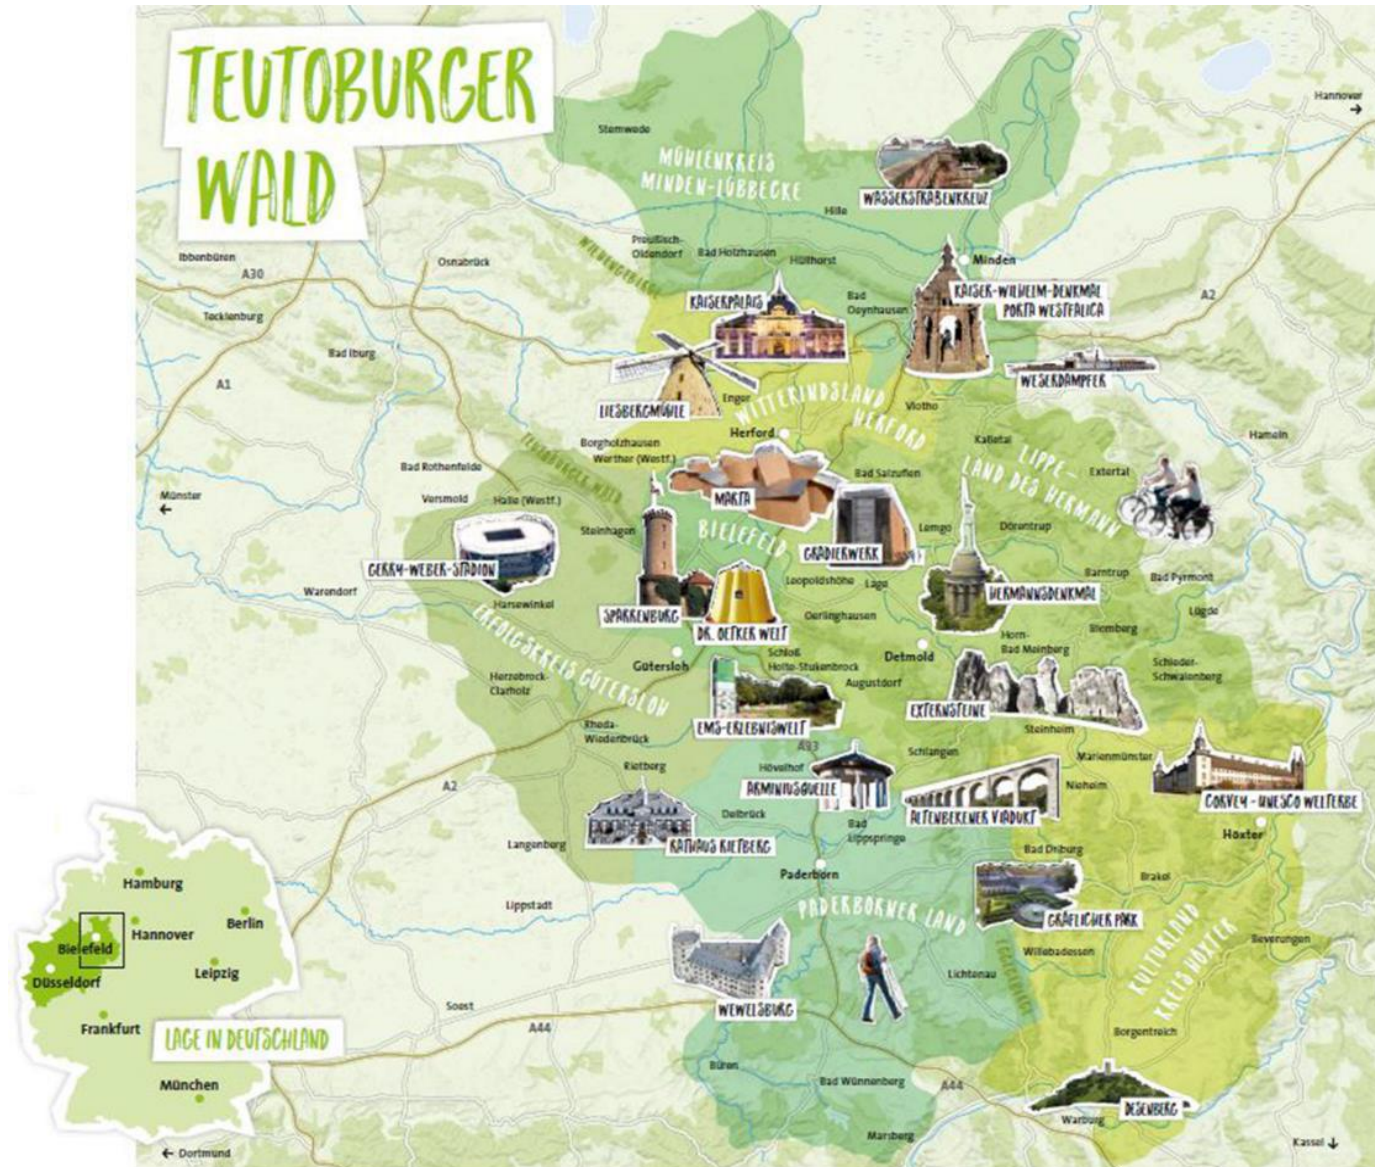 TEUTOBURGER
WALD
Hannover
→
Stemwede
MÜHLENKREIS
MINDEN-LÜBBECKE
WASSERSTRAßENKREUZ
Hille
Preußisch-
Oldendorf
Bad Holzhausen
Hüllhorst
WIEHENGEBIRGE
Minden
Ibbenbüren
A30
Osnabrück
KAISERPALAIS
Bad
Oeynhausen
KAISER-WILHELM-DENKMAL
PORTA WESTFALICA
A2
Tecklenburg
Bad Iburg
A1
WESERDAMPFER
LIESBERGMÜHLE
Enger
WITTEKINDSLAND
HERFORD
Vlotho
Herford
Borgholzhausen
Werther (Westf.)
Kalletal
Hameln
LIPPE-
LAND DES HERMANN
Extertal
TEUTOBURGER WALD
Bad Rothenfelde
Bad Salzuflen
Münster
←
Versmold
Halle (Westf.)
MARTA
Steinhagen
BIELEFELD
GRADIERWERK
Lemgo
Dörentrup
GERRY-WEBER-STADION
Leopoldshöhe
Lage
Barntrup
Bad Pyrmont
Warendorf
HERMANNSDENKMAL
Harsewinkel
SPARRENBURG
DR. OETKER WELT
Oerlinghausen
Lügde
Blomberg
ERFOLGSKREIS GÜTERSLOH
Gütersloh
Schloß
Holte-Stukenbrock
Detmold
Horn-
Bad Meinberg
Schieder-
Schwalenberg
Herzebrock-
Clarholz
Augustdorf
EXTERNSTEINE
EMS-ERLEBNISWELT
Rheda-
Wiedenbrück
Steinheim
A33
Schlangen
Marienmünster
Rietberg
Hövelhof
ARMINIUSQUELLE
Nieheim
A2
CORVEY - UNESCO WELTERBE
ALTENBEKENER VIADUKT
Delbrück
Bad
Lippspringe
Höxter
RATHAUS RIETBERG
Langenberg
Bad Driburg
Paderborn
Brakel
Lippstadt
PADERBORNER LAND
GRÄFLICHER PARK
EGGEGEBIRGE
Willebadessen
KULTURLAND
KREIS HÖXTER
Beverungen
Lichtenau
WEWELSBURG
Soest
A44
Borgentreich
Büren
Bad Wünnenberg
A44
DESENBERG
Warburg
Marsberg
Kassel ↓
Hamburg
Berlin
Hannover
Bielefeld
Leipzig
Düsseldorf
Frankfurt
LAGE IN DEUTSCHLAND
München
← Dortmund